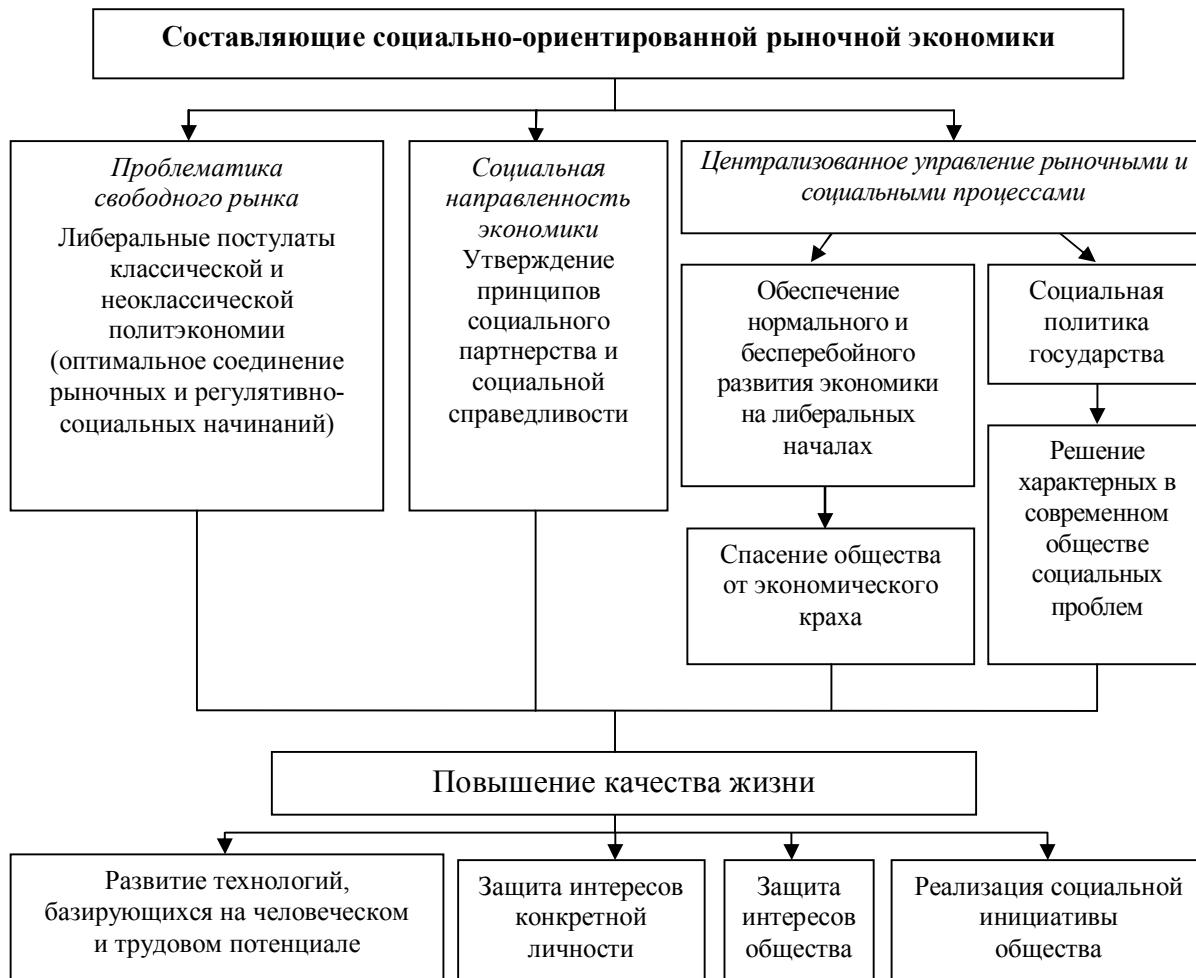 Составляющие социально-ориентированной рыночной экономики
Проблематика
свободного рынка
Либеральные постулаты
классической и
неоклассической
политэкономии
(оптимальное соединение
рыночных и регулятивно-
социальных начинаний)
Социальная
направленность
экономики
Утверждение
принципов
социального
партнерства и
социальной
справедливости
Централизованное управление рыночными и
социальными процессами
Обеспечение
нормального и
бесперебойного
развития экономики
на либеральных
началах
Социальная
политика
государства
Спасение общества
от экономического
краха
Решение
характерных в
современном
обществе
социальных
проблем
Повышение качества жизни
Развитие технологий,
базирующихся на человеческом
и трудовом потенциале
Защита интересов
конкретной
личности
Защита
интересов
общества
Реализация социальной
инициативы
общества